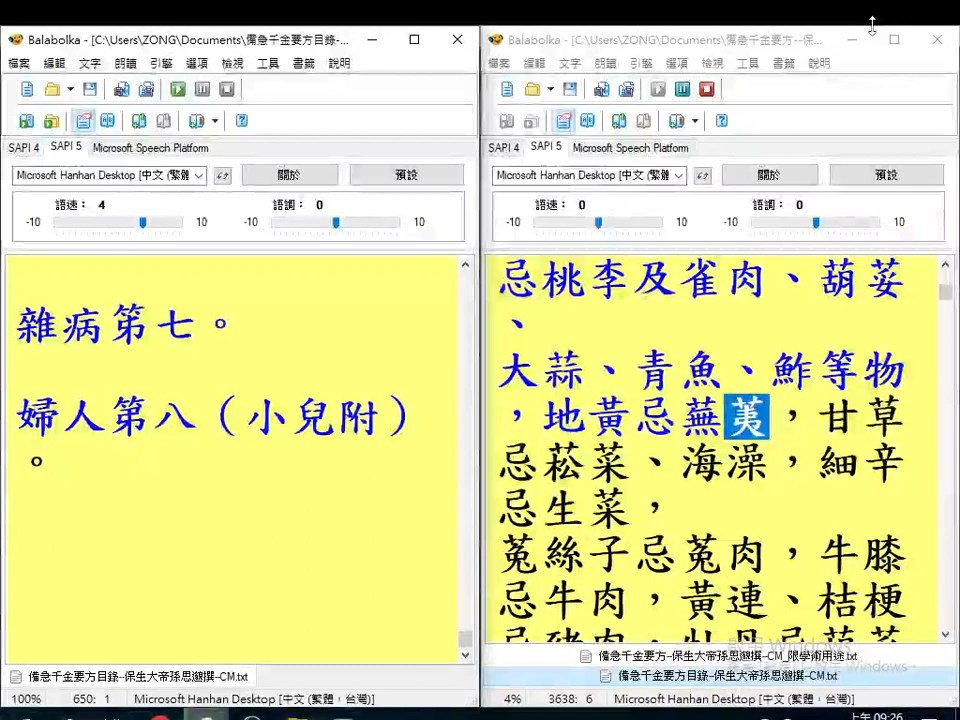 Balabolka - [C:\Users\ZONG\Documents\備急千金要方目錄-...
檔案 編輯 文字 朗讀 引擎 選項 檢視 工具 書籤 說明
SAPI 4 SAPI 5 Microsoft Speech Platform
Microsoft Hanhan Desktop [中文 (繁體 關於 預設
語速： 4 語調： 0
-10 10 -10 10
雜病第七。
婦人第八（小兒附）
。
備急千金要方目錄--保生大帝孫思邈撰--CM.txt
100% 650: 1 Microsoft Hanhan Desktop [中文 (繁體，台灣)]
Balabolka - [C:\Users\ZONG\Documents\備急千金要方--保...
檔案 編輯 文字 朗讀 引擎 選項 檢視 工具 書籤 說明
SAPI 4 SAPI 5 Microsoft Speech Platform
Microsoft Hanhan Desktop [中文 (繁體 關於 預設
語速： 0 語調： 0
-10 10 -10 10
忌桃李及雀肉、葫荽
、
大蒜、青魚、鮓等物
，地黃忌蕪荑，甘草
忌菘菜、海澡，細辛
忌生菜，
菟絲子忌菟肉，牛膝
忌牛肉，黃連、桔梗
啟用 Windows
備急千金要方--保生大帝孫思邈撰--CM_限學術用途.txt
備急千金要方目錄--保生大帝孫思邈撰--CM.txt
4% 3638: 6 Microsoft Hanhan Desktop [中文 (繁體，台灣)]
上午 09:26